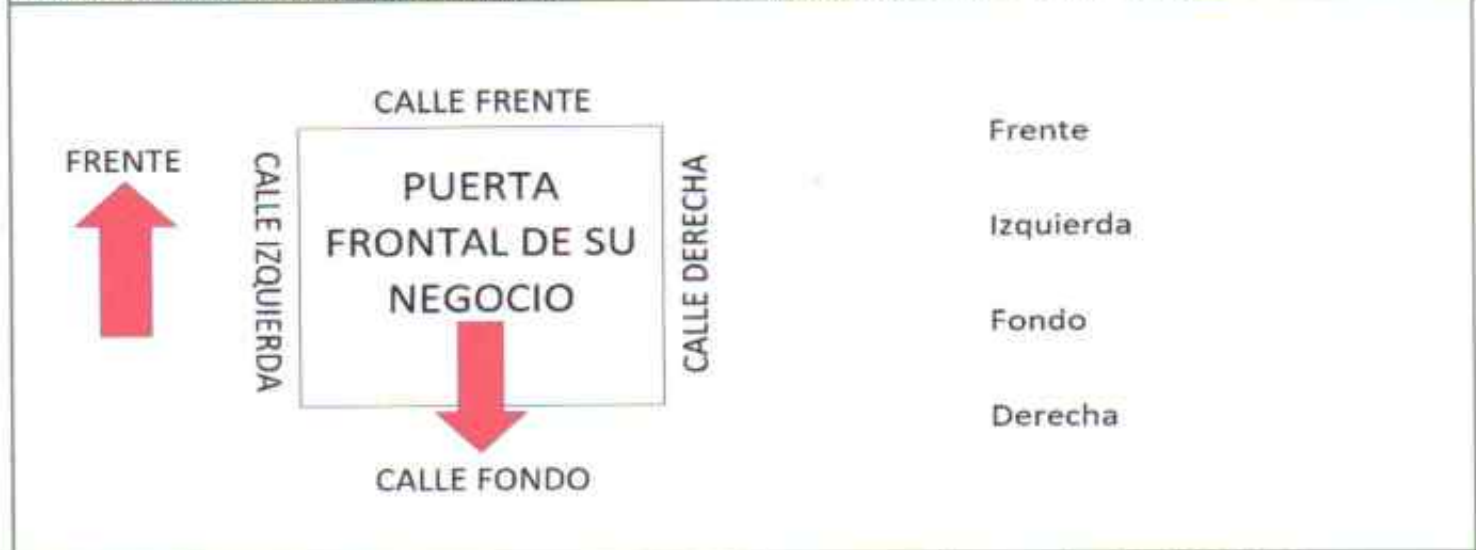 CALLE FRENTE
FRENTE
CALLE IZQUIERDA
PUERTA
FRONTAL DE SU
NEGOCIO
CALLE DERECHA
CALLE FONDO
Frente
Izquierda
Fondo
Derecha